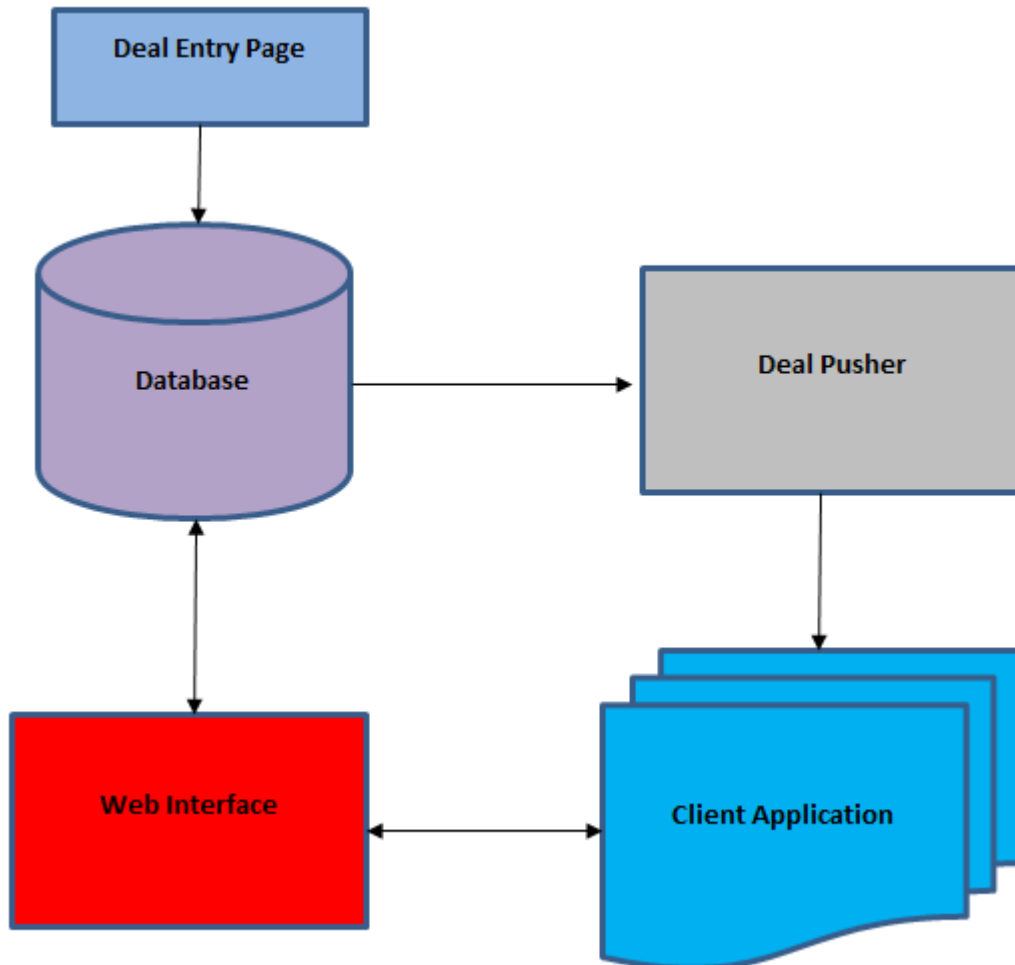 Deal Entry Page
Database
Deal Pusher
Web Interface
Client Application